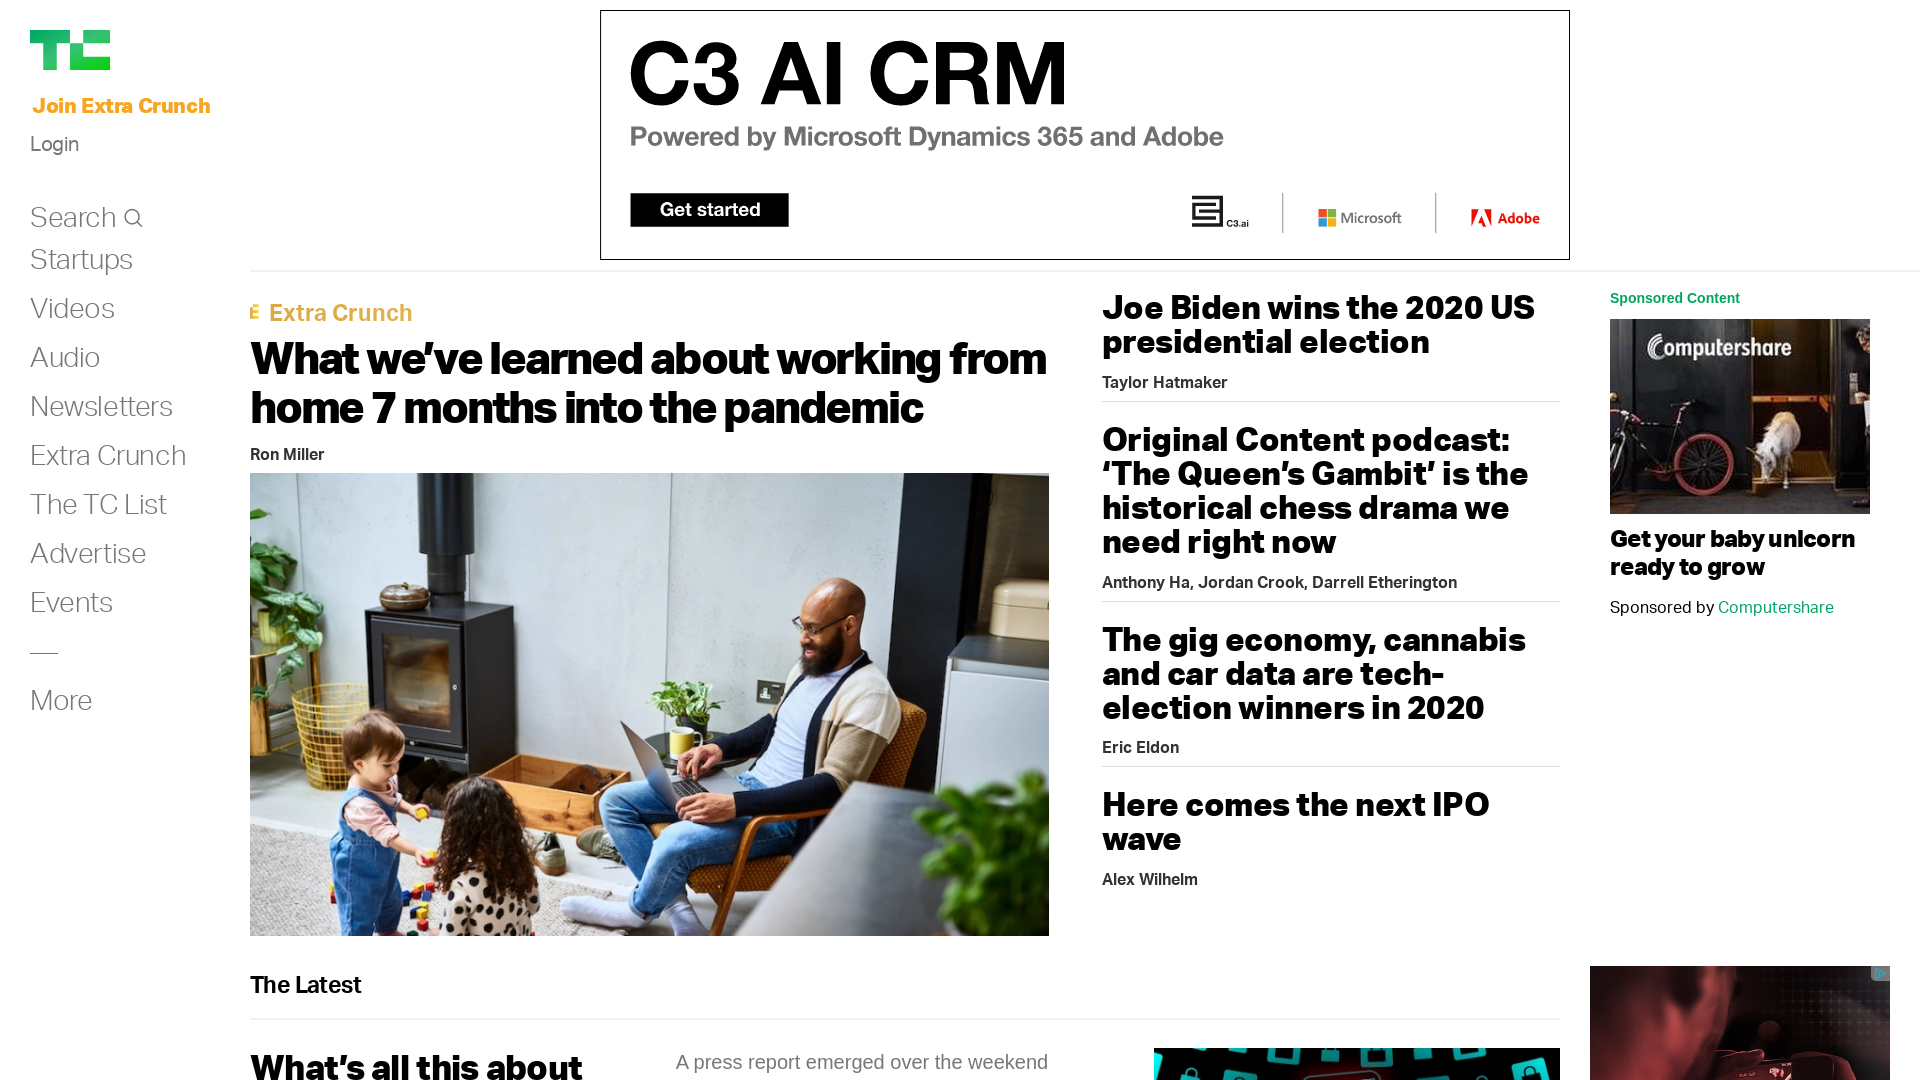 TC
Join Extra Crunch
Login
Search
Startups
Videos
Audio
Newsletters
Extra Crunch
The TC List
Advertise
Events
More
C3 AI CRM
Powered by Microsoft Dynamics 365 and Adobe
Get started
C3.ai
Microsoft
Adobe
Extra Crunch
What we’ve learned about working from
home 7 months into the pandemic
Ron Miller
Joe Biden wins the 2020 US
presidential election
Taylor Hatmaker
Original Content podcast:
‘The Queen’s Gambit’ is the
historical chess drama we
need right now
Anthony Ha, Jordan Crook, Darrell Etherington
The gig economy, cannabis
and car data are tech-
election winners in 2020
Eric Eldon
Here comes the next IPO
wave
Alex Wilhelm
Sponsored Content
Computershare
Get your baby unicorn
ready to grow
Sponsored by Computershare
The Latest
What’s all this about
A press report emerged over the weekend